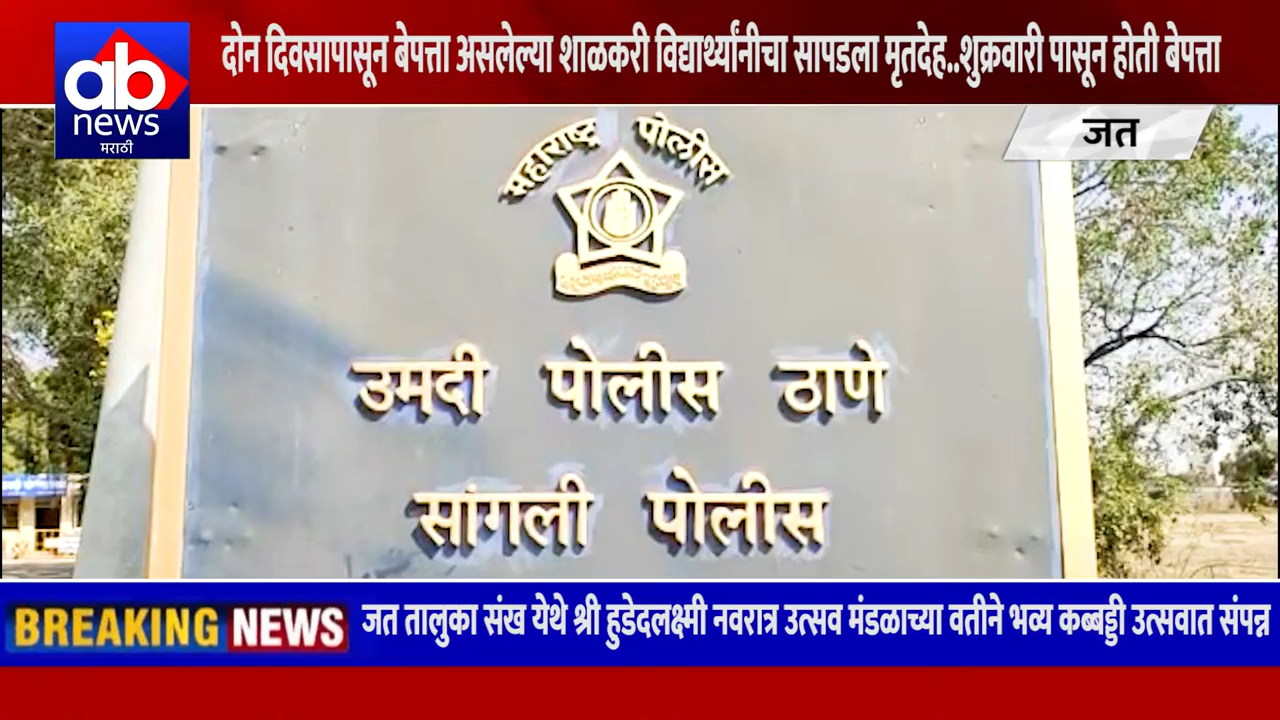 दोन दिवसापासून बेपत्ता असलेल्या शाळकरी विद्यार्थ्यांनीचा सापडला मृतदेह..शुक्रवारी पासून होती बेपत्ता
ab
news
मराठी
जत
महाराष्ट्र पोलीस
उमदी पोलीस ठाणे
सांगली पोलीस
BREAKING NEWS
जत तालुका संख येथे श्री हुडेदलक्ष्मी नवरात्र उत्सव मंडळाच्या वतीने भव्य कब्बड्डी उत्सवात संपन्न